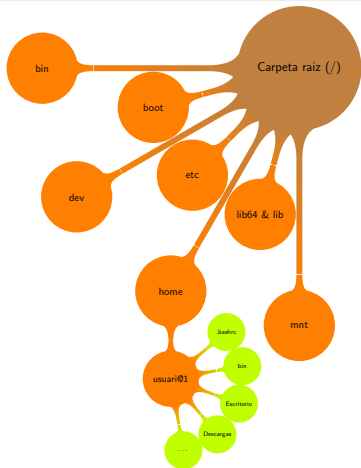 Carpeta raiz (/)
bin
boot
dev
etc
lib64 & lib
home
mnt
usuari@1
.bashrc
bin
Escritorio
Descargas
...